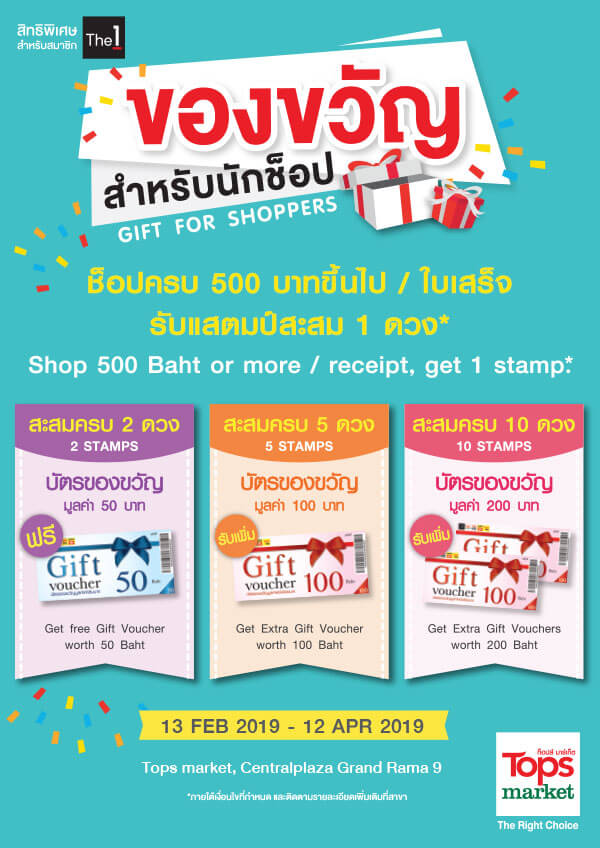 สิทธิพิเศษ
สำหรับสมาชิก The1
ของขวัญ
สำหรับนักช็อป
GIFT FOR SHOPPERS
ช็อปครบ 500 บาทขึ้นไป / ใบเสร็จ
รับแสตมป์สะสม 1 ดวง*
Shop 500 Baht or more / receipt, get 1 stamp.*
สะสมครบ 2 ดวง
2 STAMPS
บัตรของขวัญ
มูลค่า 50 บาท
ฟรี
Gift
voucher 50 Baht
Get free Gift Voucher
worth 50 Baht
สะสมครบ 5 ดวง
5 STAMPS
บัตรของขวัญ
มูลค่า 100 บาท
รับเพิ่ม
Gift
voucher 100 Baht
Get Extra Gift Voucher
worth 100 Baht
สะสมครบ 10 ดวง
10 STAMPS
บัตรของขวัญ
มูลค่า 200 บาท
รับเพิ่ม
Gift
voucher 100 Baht
Get Extra Gift Vouchers
worth 200 Baht
13 FEB 2019 - 12 APR 2019
Tops market, Centralplaza Grand Rama 9
*ภายใต้เงื่อนไขที่กำหนด และติดตามรายละเอียดเพิ่มเติมที่สาขา
ท็อปส์ มาร์เก็ต
Tops
market
The Right Choice